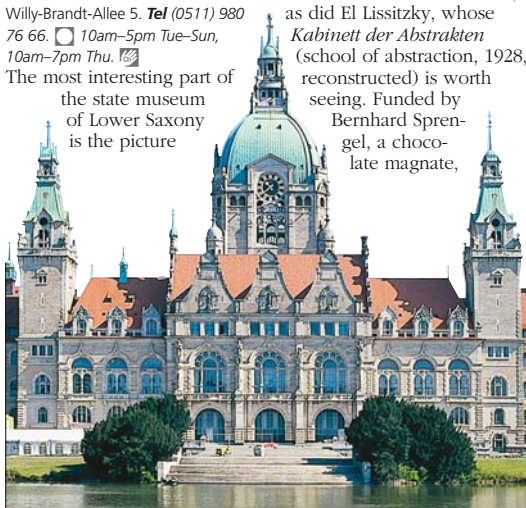 Willy-Brandt-Allee 5. Tel (0511) 980
76 66. 10am–5pm Tue–Sun,
10am–7pm Thu.
The most interesting part of
the state museum
of Lower Saxony
is the picture
as did El Lissitzky, whose
Kabinett der Abstrakten
(school of abstraction, 1928,
reconstructed) is worth
seeing. Funded by
Bernhard Spren-
gel, a choco-
late magnate,